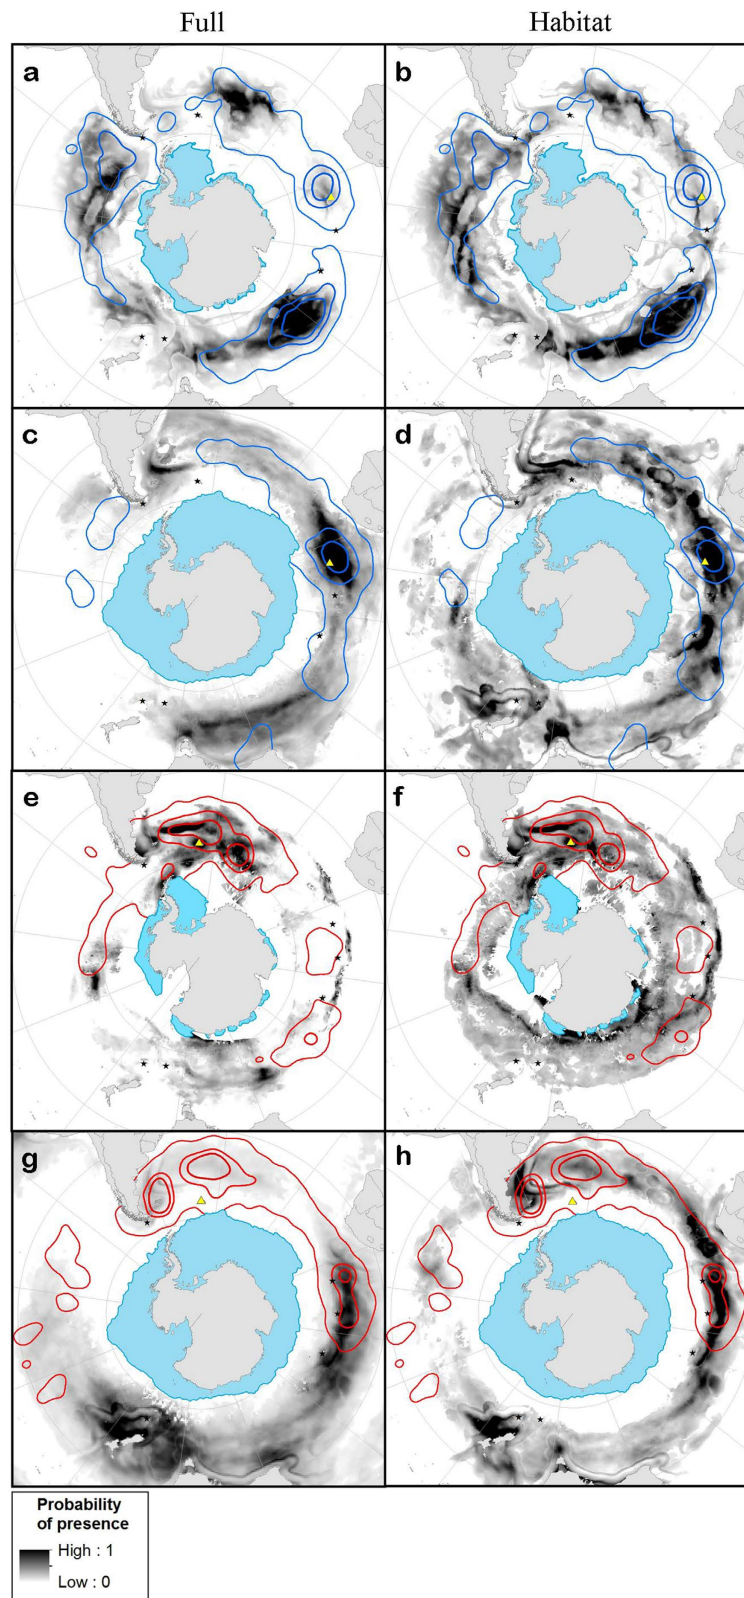 Full Habitat
a b
c d
e f
g h
Probability
of presence
High : 1
Low : 0